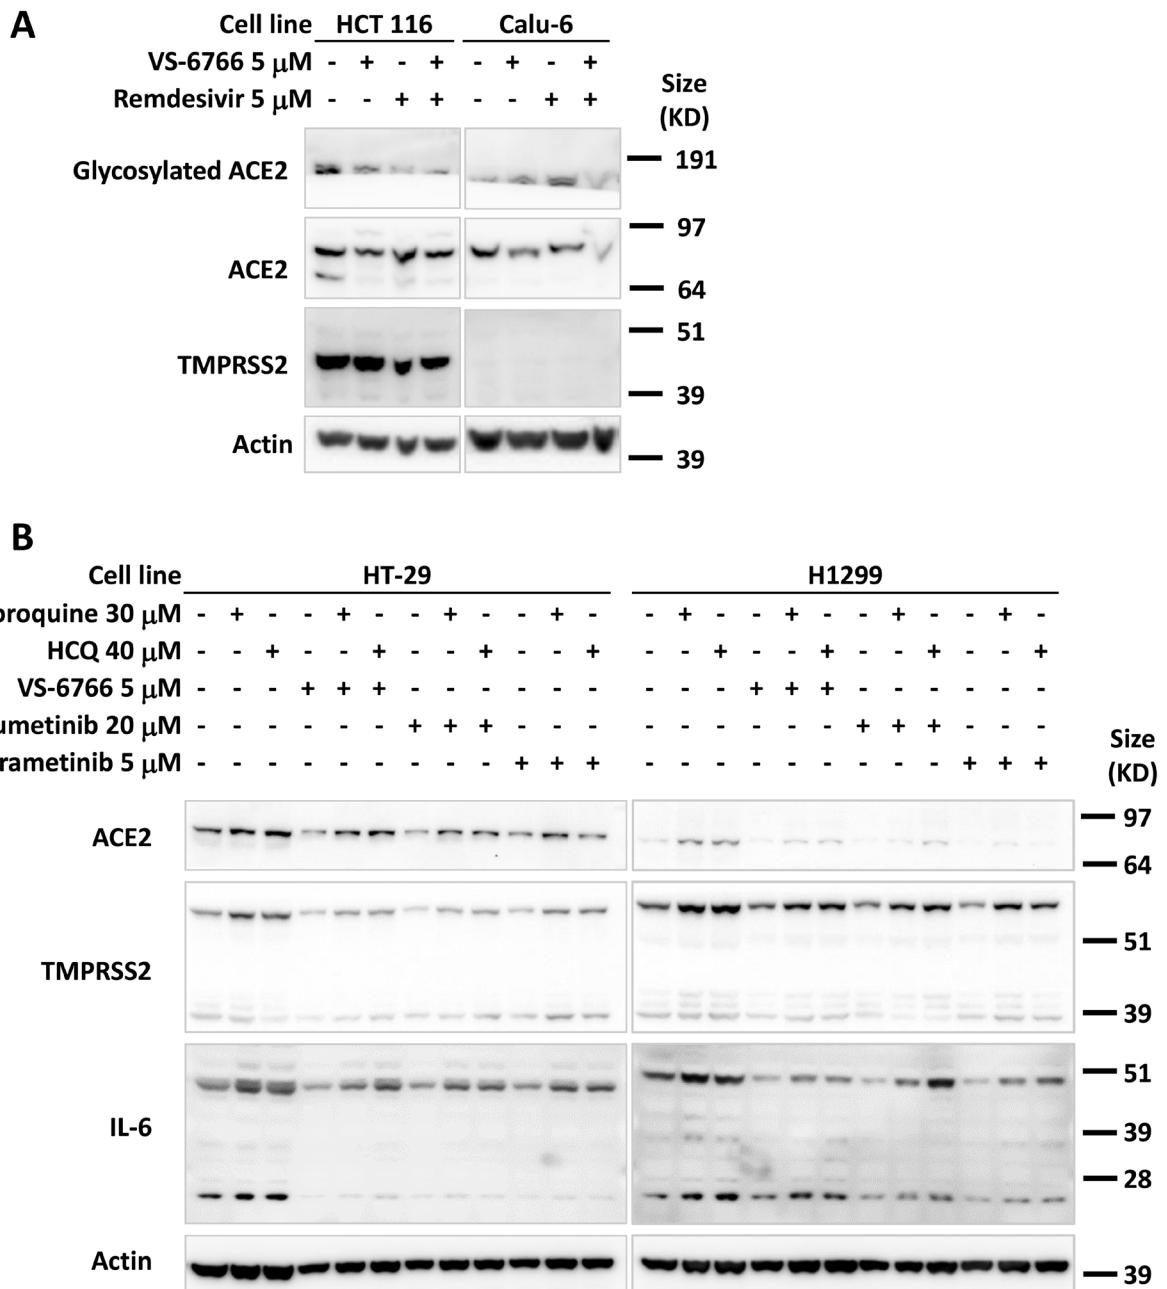 A
Cell line HCT 116 Calu-6
VS-6766 5 μM - + - + - + - +
Remdesivir 5 μM - - + + - - + +
Size
(KD)
Glycosylated ACE2 191
97
ACE2
64
51
TMPRSS2
39
Actin
39
B
Cell line HT-29 H1299
proquine 30 μM - + - - + - - + - - + - - + - - + - - + - - + -
HCQ 40 μM - - + - - + - - + - - + - - + - - + - - + - - +
VS-6766 5 μM - - - + + + - - - - - - - - - + + + - - - - - -
umetinib 20 μM - - - - - - + + + - - - - - - - - - + + + - - -
rametinib 5 μM - - - - - - - - - + + + - - - - - - - - - + + +
Size
(KD)
97
ACE2
64
51
TMPRSS2
39
51
IL-6
39
28
Actin
39